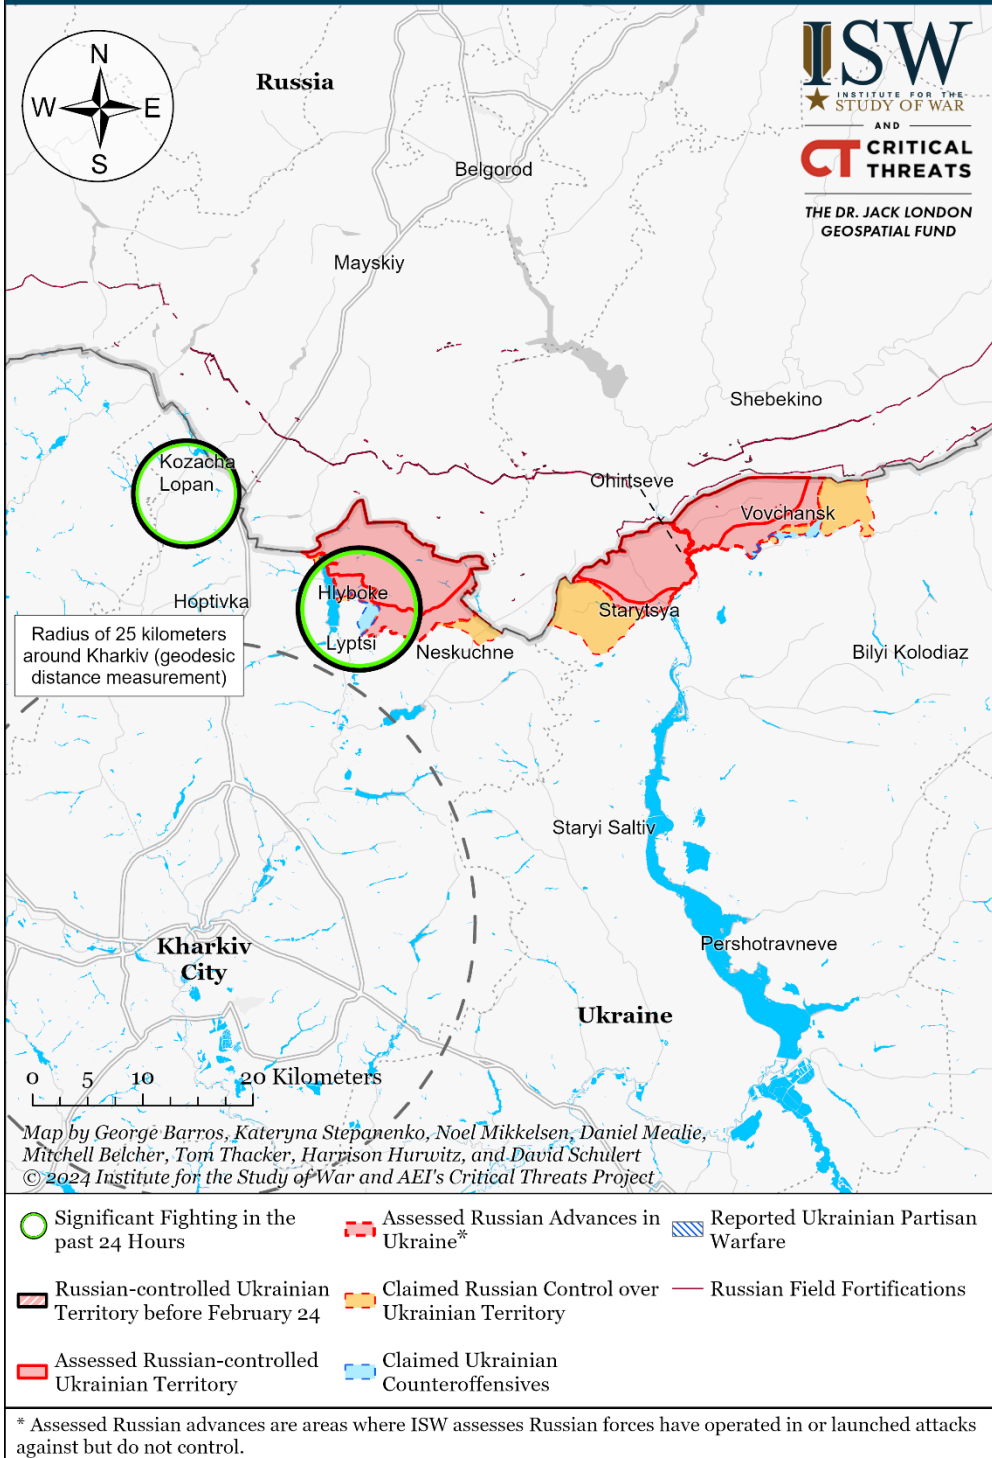 N
W
E
S
Russia
ISW
INSTITUTE FOR THE
STUDY OF WAR
AND
CT CRITICAL
THREATS
THE DR. JACK LONDON
GEOSPATIAL FUND
Belgorod
Mayskiy
Shebekino
Kozacha
Lopan
Ohirtseve
Vovchansk
Hlyboke
Hoptivka
Starytsya
Radius of 25 kilometers
around Kharkiv (geodesic
distance measurement)
Lyptsi
Neskuchne
Bilyi Kolodiaz
Staryi Saltiv
Kharkiv
City
Pershotravneve
Ukraine
0 5 10 20 Kilometers
Map by George Barros, Kateryna Stepanenko, Noel Mikkelsen, Daniel Mealie,
Mitchell Belcher, Tom Thacker, Harrison Hurwitz, and David Schulert
© 2024 Institute for the Study of War and AEI's Critical Threats Project
Significant Fighting in the
past 24 Hours
Russian-controlled Ukrainian
Territory before February 24
Assessed Russian-controlled
Ukrainian Territory
Assessed Russian Advances in
Ukraine*
Claimed Russian Control over
Ukrainian Territory
Claimed Ukrainian
Counteroffensives
Reported Ukrainian Partisan
Warfare
Russian Field Fortifications
* Assessed Russian advances are areas where ISW assesses Russian forces have operated in or launched attacks
against but do not control.